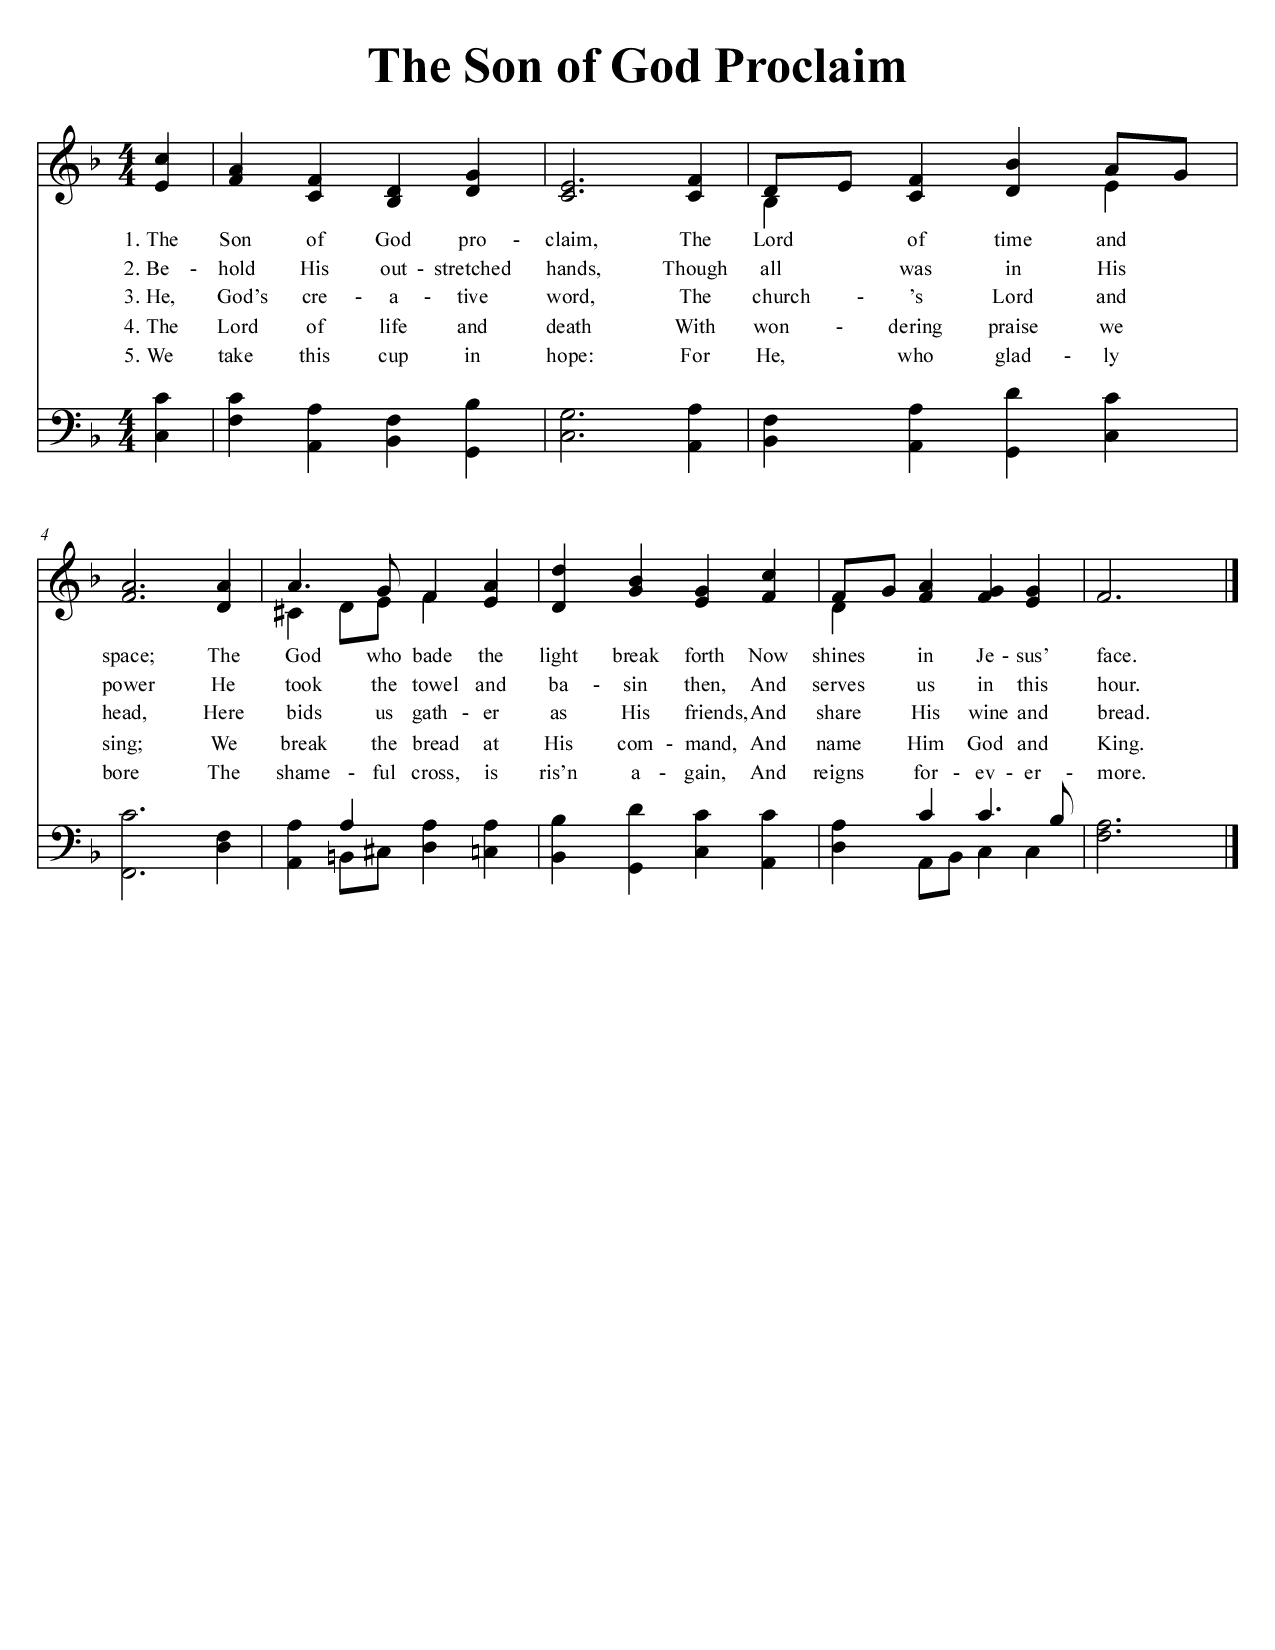 The Son of God Proclaim
4
4
1. The Son of God pro - claim, The Lord of time and
2. Be - hold His out - stretched hands, Though all was in His
3. He, God’s cre - a - tive word, The church - ’s Lord and
4. The Lord of life and death With won - dering praise we
5. We take this cup in hope: For He, who glad - ly
4
4
4
space; The God who bade the light break forth Now shines in Je - sus’ face.
power He took the towel and ba - sin then, And serves us in this hour.
head, Here bids us gath - er as His friends, And share His wine and bread.
sing; We break the bread at His com - mand, And name Him God and King.
bore The shame - ful cross, is ris’n a - gain, And reigns for - ev - er - more.